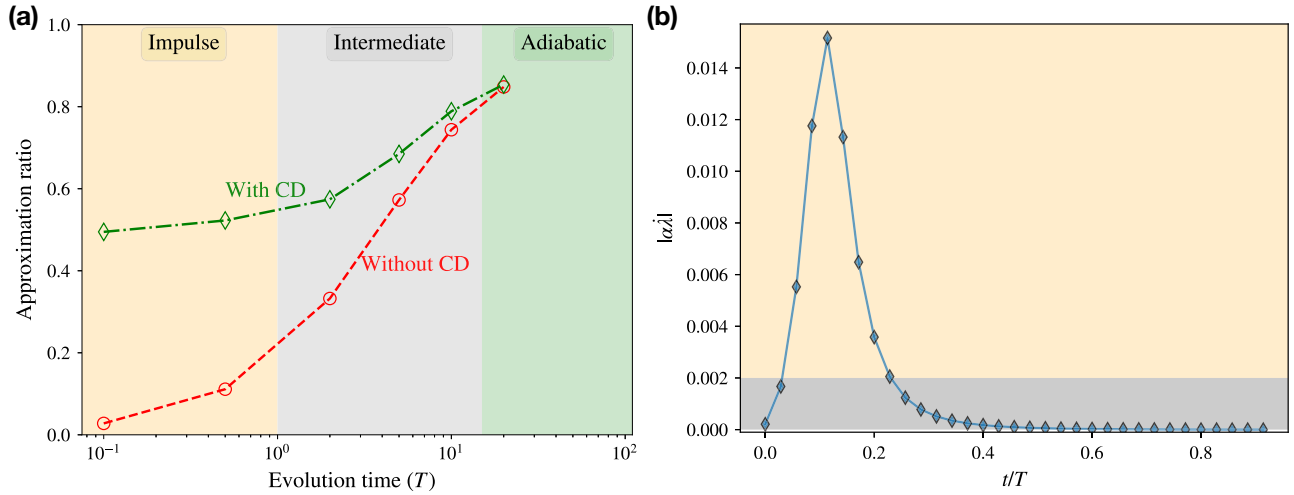 (a)
Impulse
Intermediate
Adiabatic
With CD
Without CD
Approximation ratio
1.0
0.8
0.6
0.4
0.2
0.0
10⁻¹
10⁰
10¹
10²
Evolution time (T)
(b)
|αλ̇|
0.014
0.012
0.010
0.008
0.006
0.004
0.002
0.000
0.0
0.2
0.4
0.6
0.8
t/T